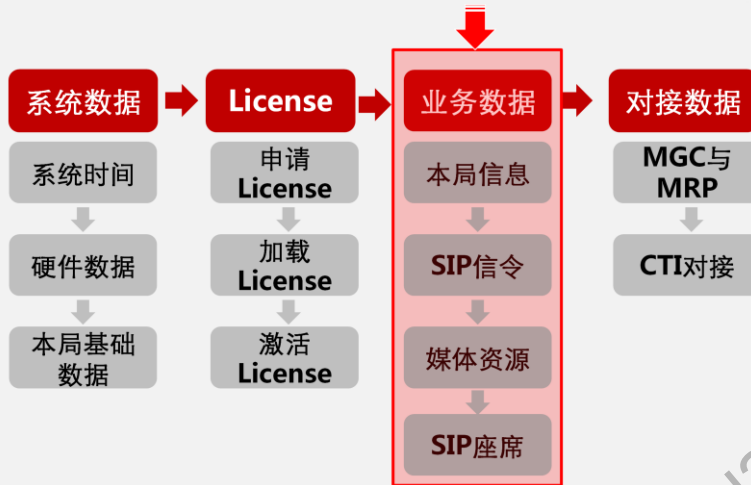 系统数据
License
业务数据
对接数据
系统时间
硬件数据
本局基础
数据
申请
License
加载
License
激活
License
本局信息
SIP信令
媒体资源
SIP座席
MGC与
MRP
CTI对接